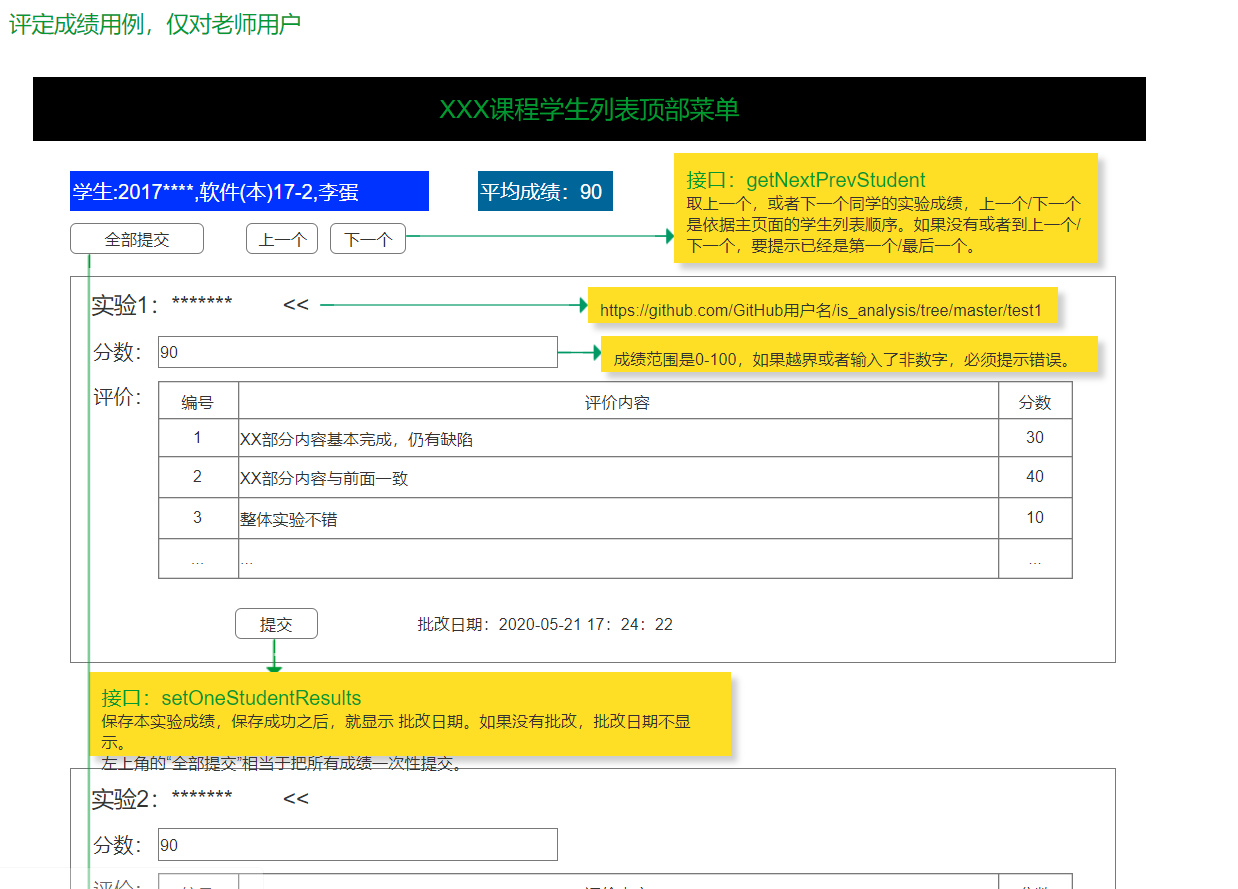 评定成绩用例，仅对老师用户
XXX课程学生列表顶部菜单
学生:2017****,软件(本)17-2,李蛋
平均成绩：90
接口：getNextPrevStudent
取上一个，或者下一个同学的实验成绩，上一个/下一个
是依据主页面的学生列表顺序。如果没有或者到上一个/
下一个，要提示已经是第一个/最后一个。
全部提交
上一个
下一个
实验1：*******
<<
https://github.com/GitHub用户名/is_analysis/tree/master/test1
分数：
90
成绩范围是0-100，如果越界或者输入了非数字，必须提示错误。
评价：
编号
评价内容
分数
1
XX部分内容基本完成，仍有缺陷
30
2
XX部分内容与前面一致
40
3
整体实验不错
10
...
...
...
提交
批改日期：2020-05-21 17：24：22
接口：setOneStudentResults
保存本实验成绩，保存成功之后，就显示 批改日期。如果没有批改，批改日期不显
示。
左上角的“全部提交”相当于把所有成绩一次性提交。
实验2：*******
<<
分数：
90
评价：
编号
评价内容
分数